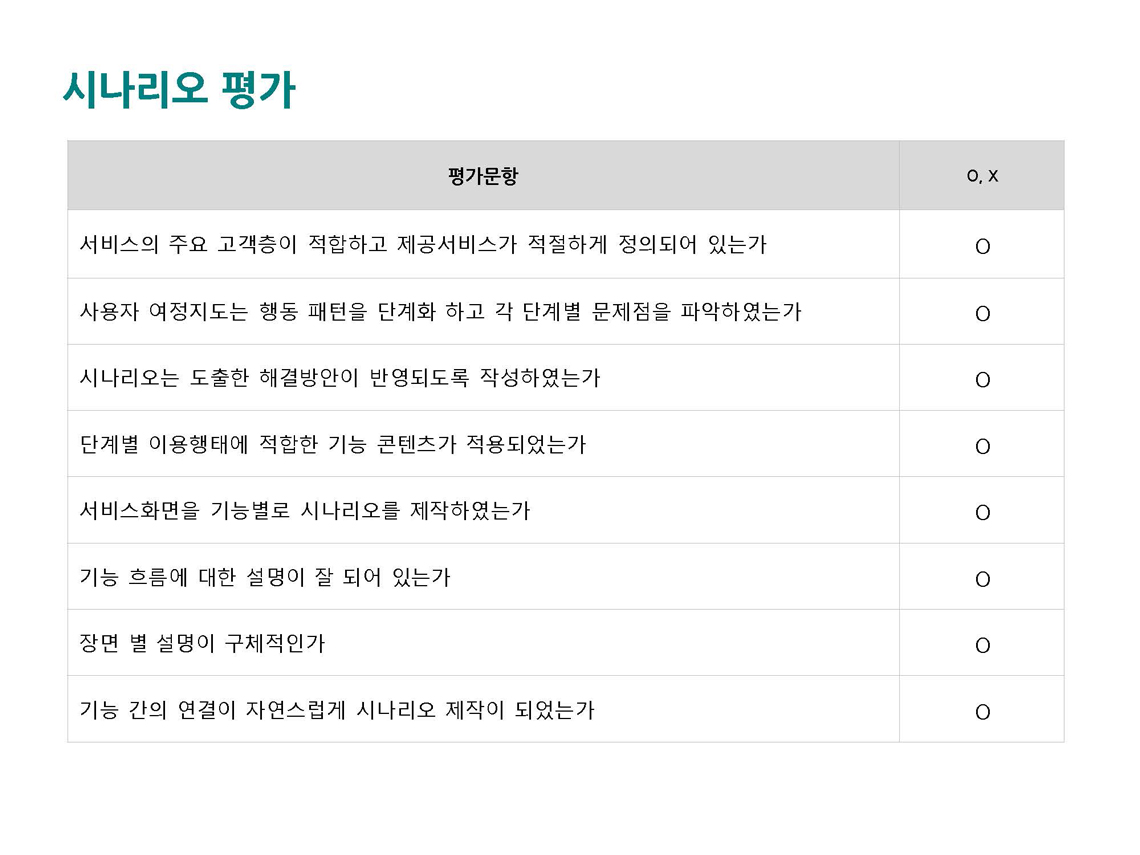 시나리오 평가
평가문항 O, X
서비스의 주요 고객층이 적합하고 제공서비스가 적절하게 정의되어 있는가 O
사용자 여정지도는 행동 패턴을 단계화 하고 각 단계별 문제점을 파악하였는가 O
시나리오는 도출한 해결방안이 반영되도록 작성하였는가 O
단계별 이용행태에 적합한 기능 콘텐츠가 적용되었는가 O
서비스화면을 기능별로 시나리오를 제작하였는가 O
기능 흐름에 대한 설명이 잘 되어 있는가 O
장면 별 설명이 구체적인가 O
기능 간의 연결이 자연스럽게 시나리오 제작이 되었는가 O